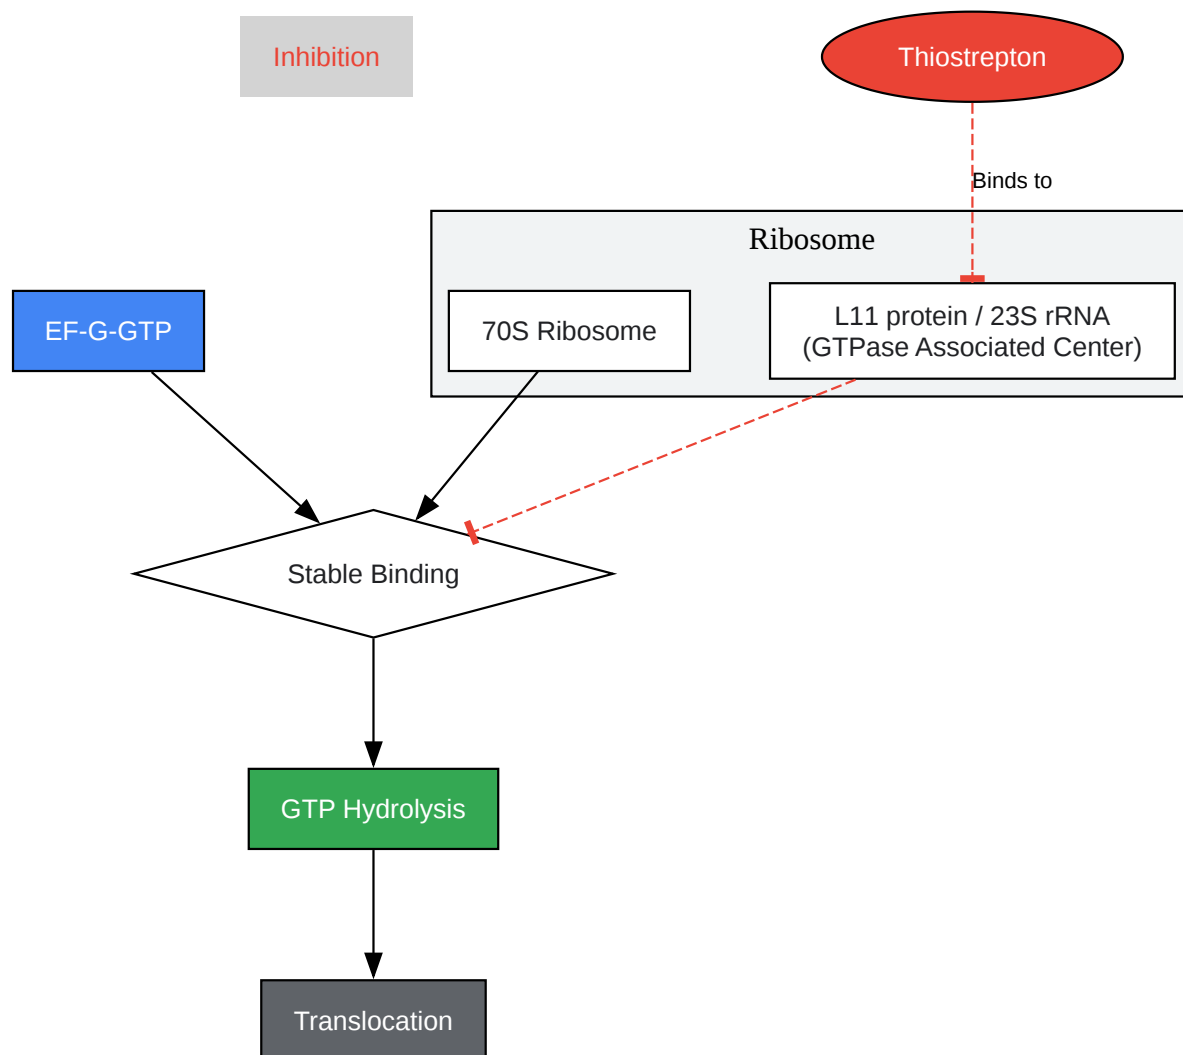 Inhibition
Thiostrepton
Binds to
Ribosome
EF-G-GTP
70S Ribosome
L11 protein / 23S rRNA
(GTPase Associated Center)
Stable Binding
GTP Hydrolysis
Translocation